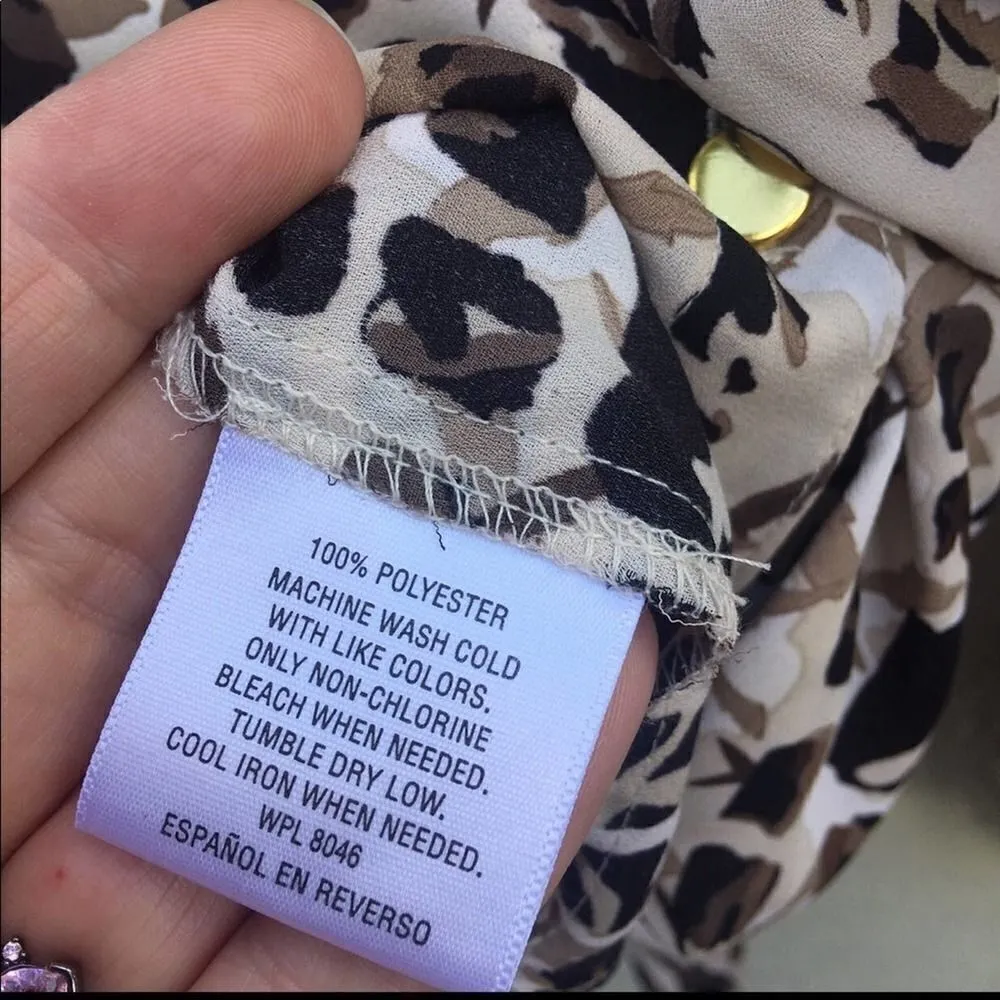 100% POLYESTER
MACHINE WASH COLD
WITH LIKE COLORS.
ONLY NON-CHLORINE
BLEACH WHEN NEEDED.
TUMBLE DRY LOW.
COOL IRON WHEN NEEDED.
WPL 8046
ESPAÑOL EN REVERSO